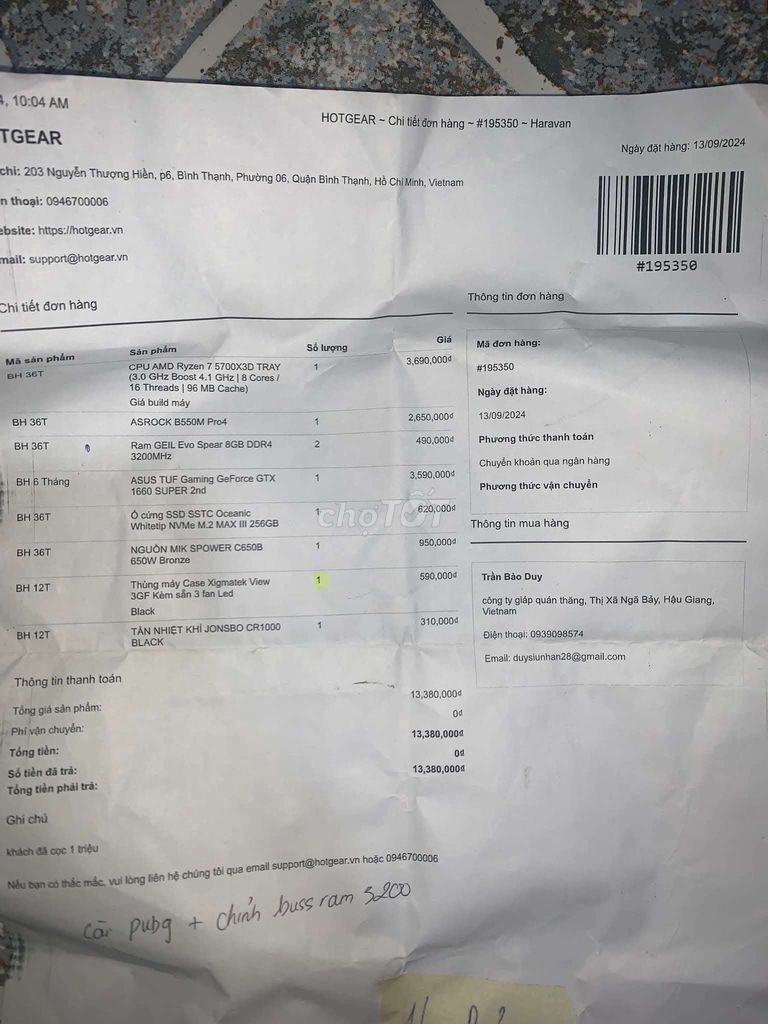 4, 10:04 AM
HOTGEAR ~ Chi tiết đơn hàng ~ #195350 ~ Haravan
TGEAR
Ngày đặt hàng: 13/09/2024
chỉ: 203 Nguyễn Thượng Hiền, p6, Bình Thạnh, Phường 06, Quận Bình Thạnh, Hồ Chí Minh, Vietnam
n thoại: 0946700006
ebsite: https://hotgear.vn
mail: support@hotgear.vn
#195350
Chi tiết đơn hàng
Thông tin đơn hàng
Mã sản phẩm Sản phẩm Số lượng Giá
BH 36T CPU AMD Ryzen 7 5700X3D TRAY 1 3,690,000đ
(3.0 GHz Boost 4.1 GHz | 8 Cores /
16 Threads | 96 MB Cache)
Giá build máy
BH 36T ASROCK B550M Pro4 1 2,650,000đ
BH 36T Ram GEIL Evo Spear 8GB DDR4 2 490,000đ
3200MHz
BH 6 Tháng ASUS TUF Gaming GeForce GTX 1 3,590,000đ
1660 SUPER 2nd
BH 36T Ổ cứng SSD SSTC Oceanic 1 620,000đ
Whitetip NVMe M.2 MAX III 256GB
BH 36T NGUỒN MIK SPOWER C650B 1 950,000đ
650W Bronze
BH 12T Thùng máy Case Xigmatek View 1 590,000đ
3GF Kèm sẵn 3 fan Led
Black
BH 12T TẢN NHIỆT KHÍ JONSBO CR1000 1 310,000đ
BLACK
Mã đơn hàng:
#195350
Ngày đặt hàng:
13/09/2024
Phương thức thanh toán
Chuyển khoản qua ngân hàng
Phương thức vận chuyển
chợTỐT
Thông tin mua hàng
Trần Bảo Duy
công ty giáp quán thăng, Thị Xã Ngã Bảy, Hậu Giang,
Vietnam
Điện thoại: 0939098574
Email: duysiunhan28@gmail.com
Thông tin thanh toán
Tổng giá sản phẩm: 13,380,000đ
Phí vận chuyển: 0đ
Tổng tiền: 13,380,000đ
Số tiền đã trả: 0đ
Tổng tiền phải trả: 13,380,000đ
Ghi chú
khách đã cọc 1 triệu
Nếu bạn có thắc mắc, vui lòng liên hệ chúng tôi qua email support@hotgear.vn hoặc 0946700006
cài pubg + chỉnh buss ram 3200